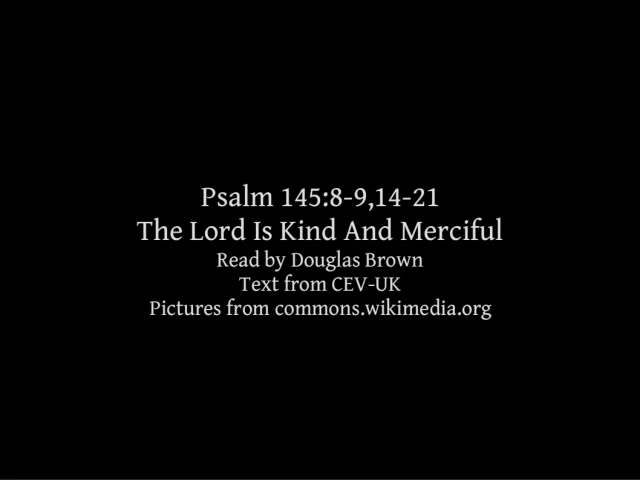 Psalm 145:8-9,14-21
The Lord Is Kind And Merciful
Read by Douglas Brown
Text from CEV-UK
Pictures from commons.wikimedia.org